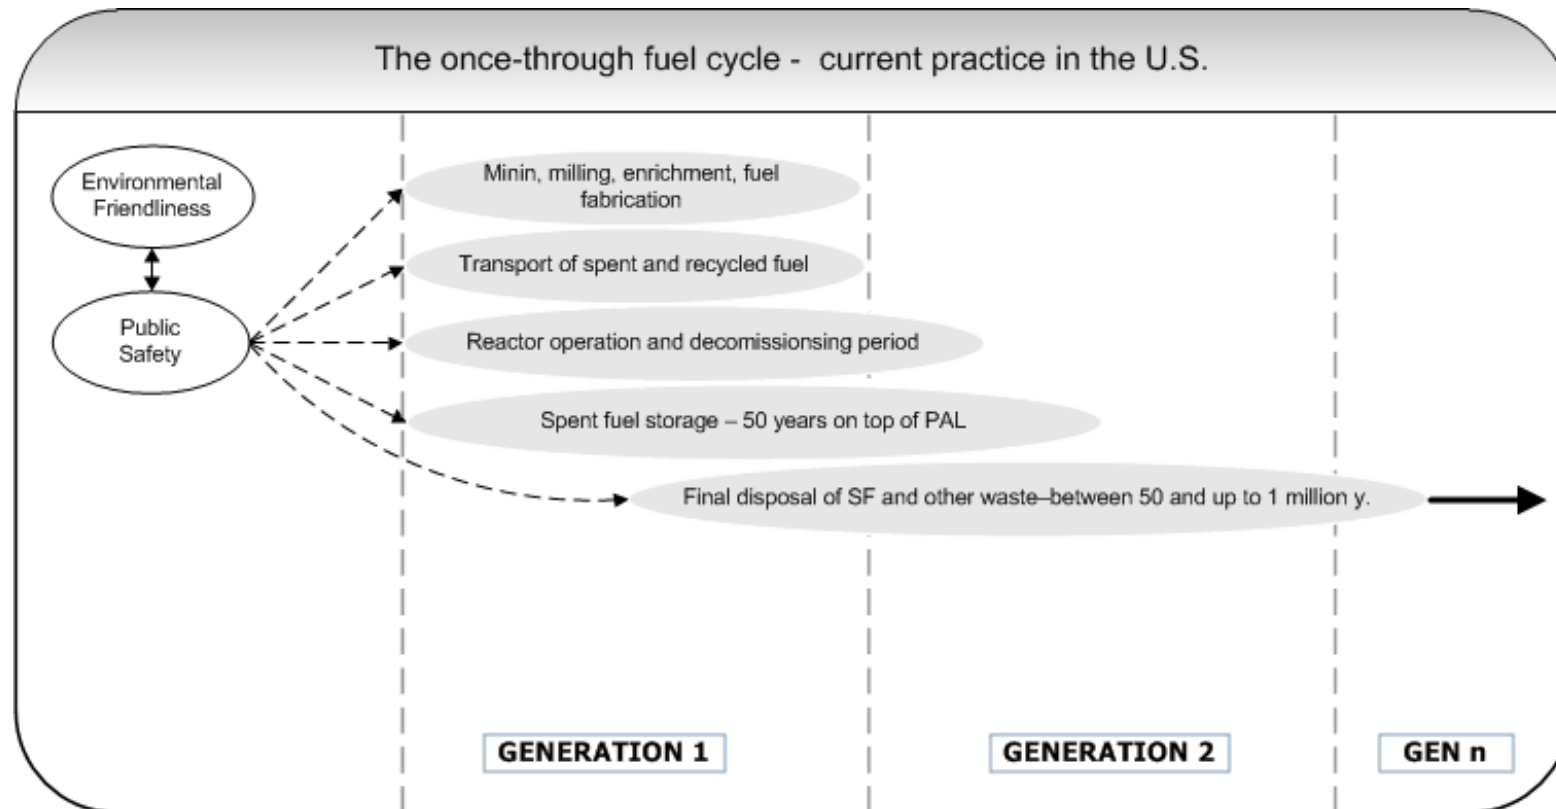 The once-through fuel cycle -  current practice in the U.S.
Environmental
Friendliness
Public
Safety
Minin, milling, enrichment, fuel
fabrication
Transport of spent and recycled fuel
Reactor operation and decomissionsing period
Spent fuel storage – 50 years on top of PAL
Final disposal of SF and other waste–between 50 and up to 1 million y.
GENERATION 1
GENERATION 2
GEN n